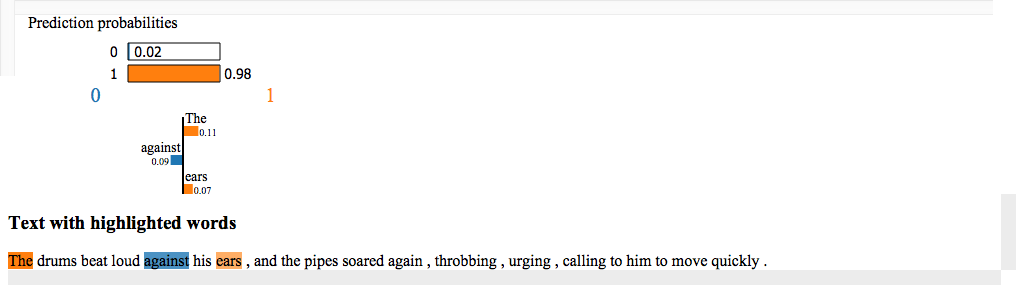 Prediction probabilities
0 0.02
1 0.98
0 1
The
0.11
against
0.09
ears
0.07
Text with highlighted words
The drums beat loud against his ears , and the pipes soared again , throbbing , urging , calling to him to move quickly .